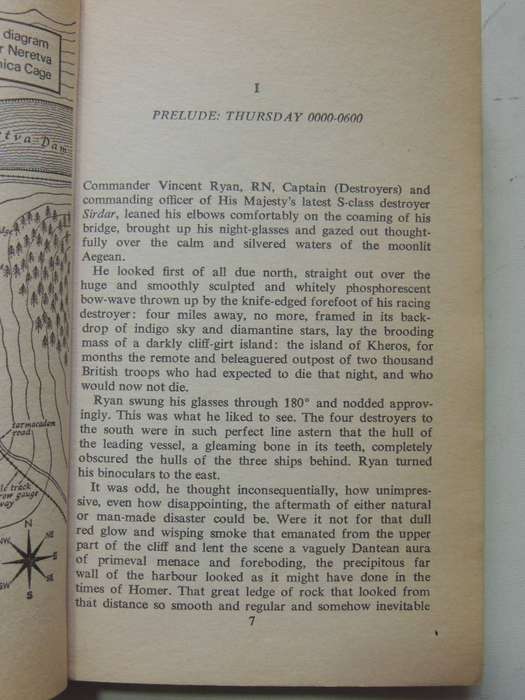 diagram
Neretva
Cage
Dam
tarmacadam
road
track
gauge
way
N
NE
E
SE
S
I
PRELUDE: THURSDAY 0000-0600
Commander Vincent Ryan, RN, Captain (Destroyers) and
commanding officer of His Majesty's latest S-class destroyer
Sirdar, leaned his elbows comfortably on the coaming of his
bridge, brought up his night-glasses and gazed out thought-
fully over the calm and silvered waters of the moonlit
Aegean.
He looked first of all due north, straight out over the
huge and smoothly sculpted and whitely phosphorescent
bow-wave thrown up by the knife-edged forefoot of his racing
destroyer: four miles away, no more, framed in its back-
drop of indigo sky and diamantine stars, lay the brooding
mass of a darkly cliff-girt island: the island of Kheros, for
months the remote and beleaguered outpost of two thousand
British troops who had expected to die that night, and who
would now not die.
Ryan swung his glasses through 180° and nodded approv-
ingly. This was what he liked to see. The four destroyers to
the south were in such perfect line astern that the hull of
the leading vessel, a gleaming bone in its teeth, completely
obscured the hulls of the three ships behind. Ryan turned
his binoculars to the east.
It was odd, he thought inconsequentially, how unimpres-
sive, even how disappointing, the aftermath of either natural
or man-made disaster could be. Were it not for that dull
red glow and wisping smoke that emanated from the upper
part of the cliff and lent the scene a vaguely Dantean aura
of primeval menace and foreboding, the precipitous far
wall of the harbour looked as it might have done in the
times of Homer. That great ledge of rock that looked from
that distance so smooth and regular and somehow inevitable
7